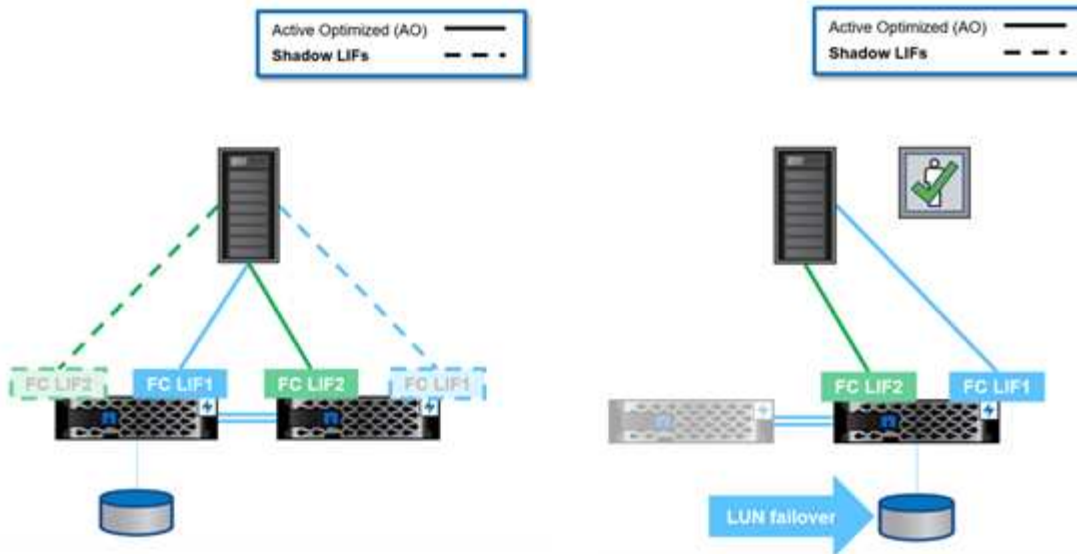 Active Optimized (AO)
Shadow LIFs
FC LIF2
FC LIF1
FC LIF2
FC LIF1
Active Optimized (AO)
Shadow LIFs
FC LIF2
FC LIF1
LUN failover